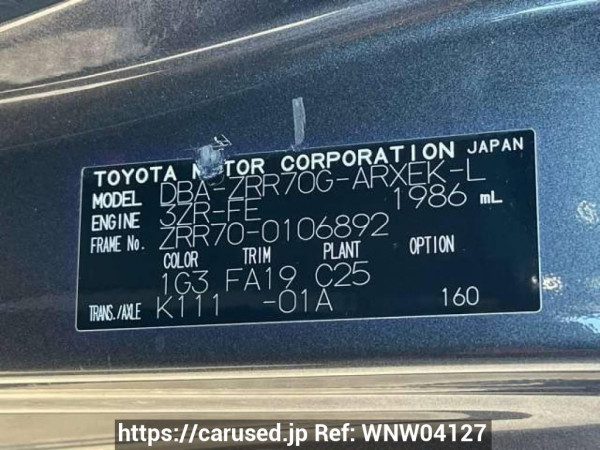 TOYOTA MOTOR CORPORATION JAPAN
MODEL DBA-ZRR70G-ARXEK-L
ENGINE 3ZR-FE 1986 mL
FRAME No. ZRR70-0106892
COLOR TRIM PLANT OPTION
1G3 FA19 C25
TRANS./AXLE K111 -01A 160
https://carused.jp Ref: WNW04127